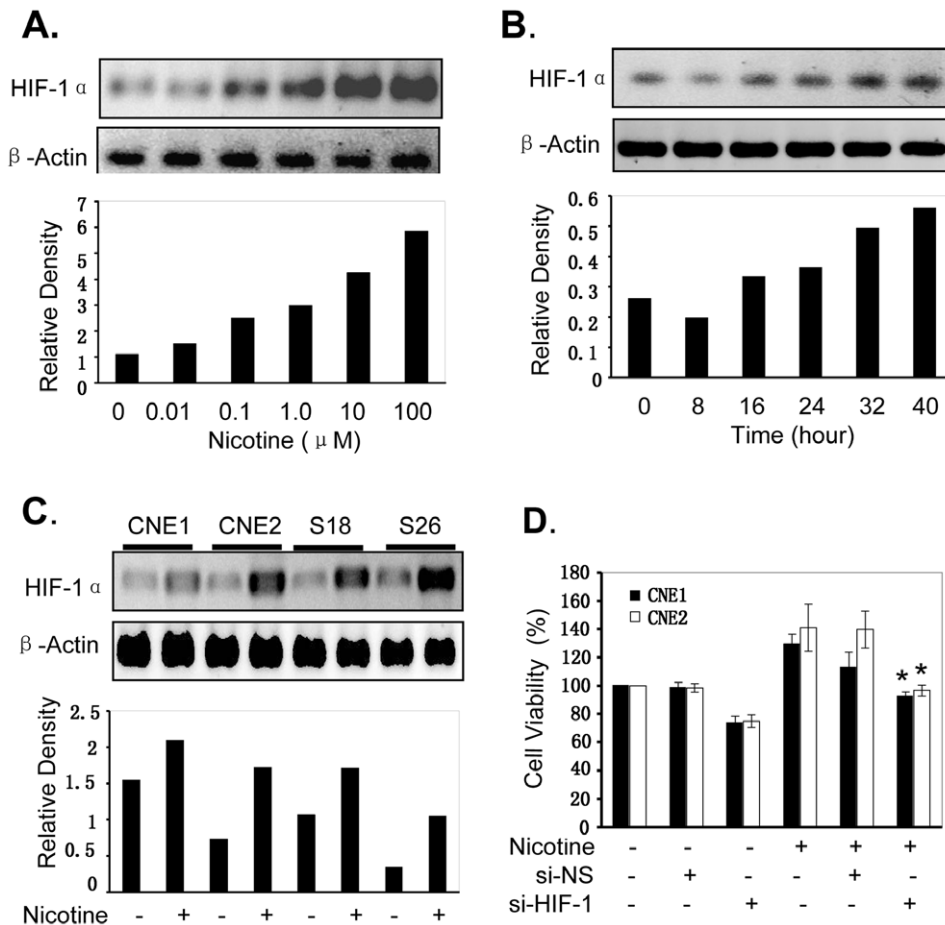 A.
HIF-1 α
β-Actin
Relative Density
7
6
5
4
3
2
1
0
0 0.01 0.1 1.0 10 100
Nicotine ( μ M)
B.
HIF-1 α
β-Actin
Relative Density
0.6
0.5
0.4
0.3
0.2
0.1
0
0 8 16 24 32 40
Time (hour)
C.
CNE1 CNE2 S18 S26
HIF-1 α
β-Actin
Relative Density
2.5
2
1.5
1
0.5
0
Nicotine - + - + - + - +
D.
Cell Viability (%)
180
160
140
120
100
80
60
40
20
0
CNE1
CNE2
* *
Nicotine - - - + + +
si-NS - + - - + -
si-HIF-1 - - + - - +